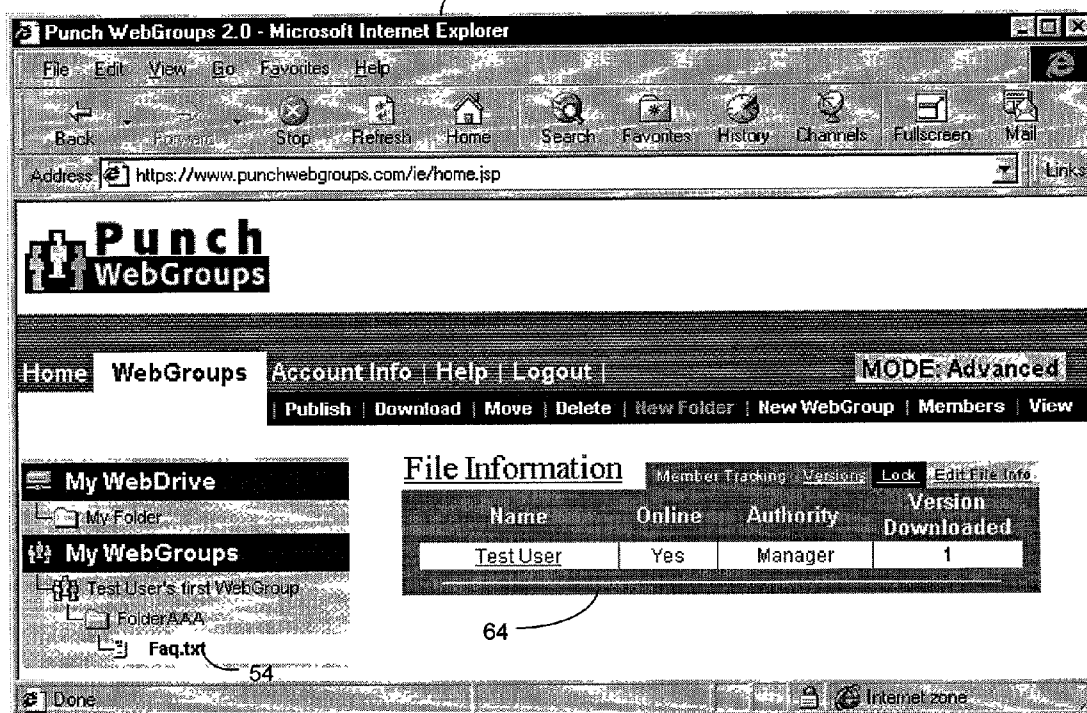 Punch WebGroups 2.0 - Microsoft Internet Explorer
File Edit View Go Favorites Help
Back Forward Stop Refresh Home Search Favorites History Channels Fullscreen Mail
Address https://www.punchwebgroups.com/ie/home.jsp Links
Punch
WebGroups
Home WebGroups Account Info | Help | Logout | MODE: Advanced
| Publish | Download | Move | Delete | New Folder | New WebGroup | Members | View
My WebDrive
My Folder
My WebGroups
Test User's first WebGroup
FolderAAA
Faq.txt
54
File Information Member Tracking Versions Lock Edit File Info
Name Online Authority Version Downloaded
Test User Yes Manager 1
64
Done Internet zone